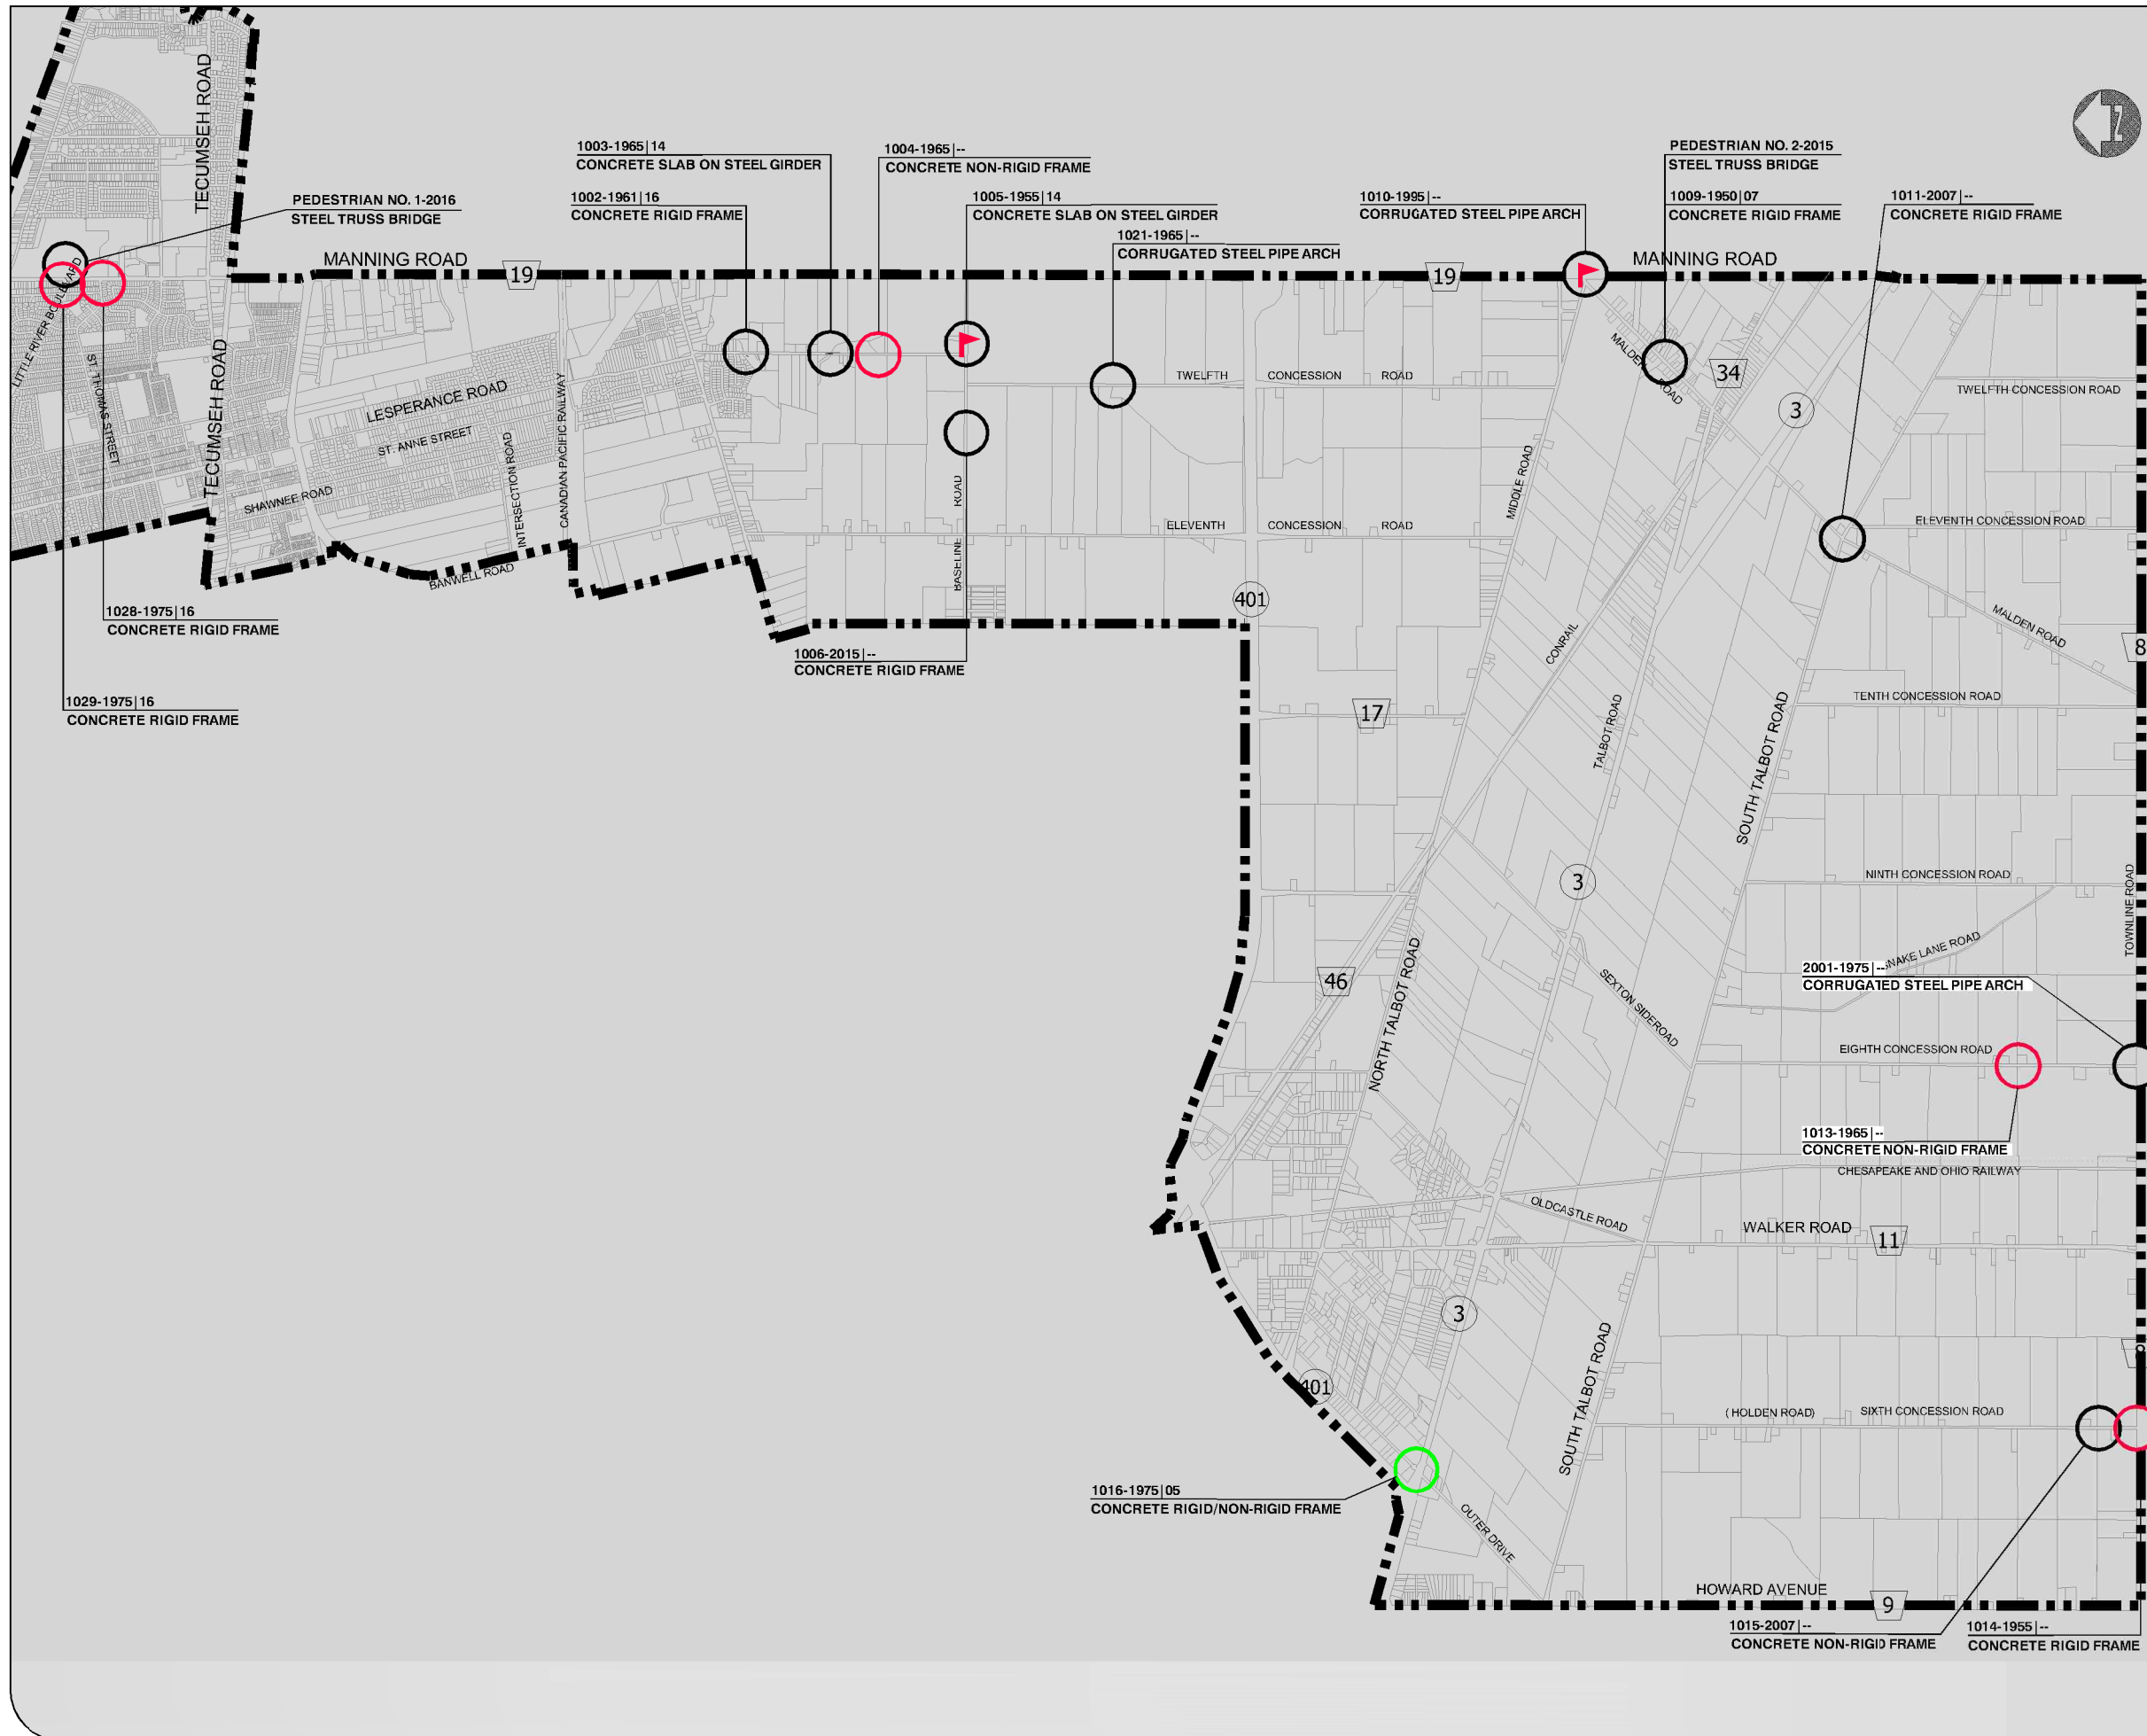 TECUMSEH ROAD
Z
1003-1965|14
CONCRETE SLAB ON STEEL GIRDER
1004-1965|--
CONCRETE NON-RIGID FRAME
PEDESTRIAN NO. 2-2015
STEEL TRUSS BRIDGE
PEDESTRIAN NO. 1-2016
STEEL TRUSS BRIDGE
1002-1961|16
CONCRETE RIGID FRAME
1005-1955|14
CONCRETE SLAB ON STEEL GIRDER
1010-1995|--
CORRUGATED STEEL PIPE ARCH
1009-1950|07
CONCRETE RIGID FRAME
1011-2007|--
CONCRETE RIGID FRAME
1021-1965|--
CORRUGATED STEEL PIPE ARCH
MANNING ROAD
19
19
MANNING ROAD
LITTLE RIVER BOULEVARD
ST. THOMAS STREET
TECUMSEH ROAD
LESPERANCE ROAD
ST. ANNE STREET
SHAWNEE ROAD
INTERSECTION ROAD
CANADIAN PACIFIC RAILWAY
BANWELL ROAD
TWELFTH CONCESSION ROAD
MALDEN ROAD
34
3
TWELFTH CONCESSION ROAD
BASELINE ROAD
MIDDLE ROAD
ELEVENTH CONCESSION ROAD
ELEVENTH CONCESSION ROAD
401
1028-1975|16
CONCRETE RIGID FRAME
MALDEN ROAD
8
CONRAIL
1006-2015|--
CONCRETE RIGID FRAME
1029-1975|16
CONCRETE RIGID FRAME
17
TENTH CONCESSION ROAD
TALBOT ROAD
SOUTH TALBOT ROAD
3
NINTH CONCESSION ROAD
TOWNLINE ROAD
SNAKE LANE ROAD
2001-1975|--
CORRUGATED STEEL PIPE ARCH
46
NORTH TALBOT ROAD
SEXTON SIDEROAD
EIGHTH CONCESSION ROAD
1013-1965|--
CONCRETE NON-RIGID FRAME
CHESAPEAKE AND OHIO RAILWAY
OLDCASTLE ROAD
WALKER ROAD
11
3
8
401
SOUTH TALBOT ROAD
( HOLDEN ROAD)
SIXTH CONCESSION ROAD
1016-1975|05
CONCRETE RIGID/NON-RIGID FRAME
OUTER DRIVE
HOWARD AVENUE
9
1015-2007|--
CONCRETE NON-RIGID FRAME
1014-1955|--
CONCRETE RIGID FRAME